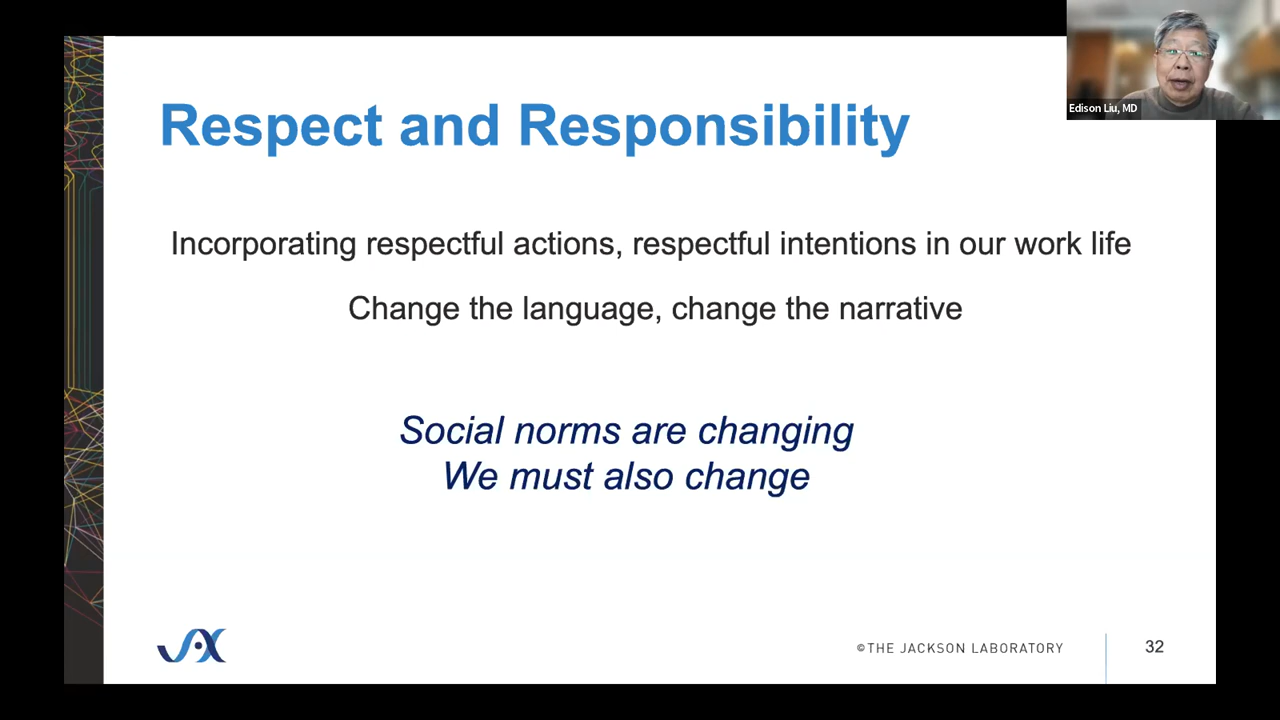 Edison Liu, MD
Respect and Responsibility
Incorporating respectful actions, respectful intentions in our work life
Change the language, change the narrative
Social norms are changing
We must also change
JAX
©THE JACKSON LABORATORY
32